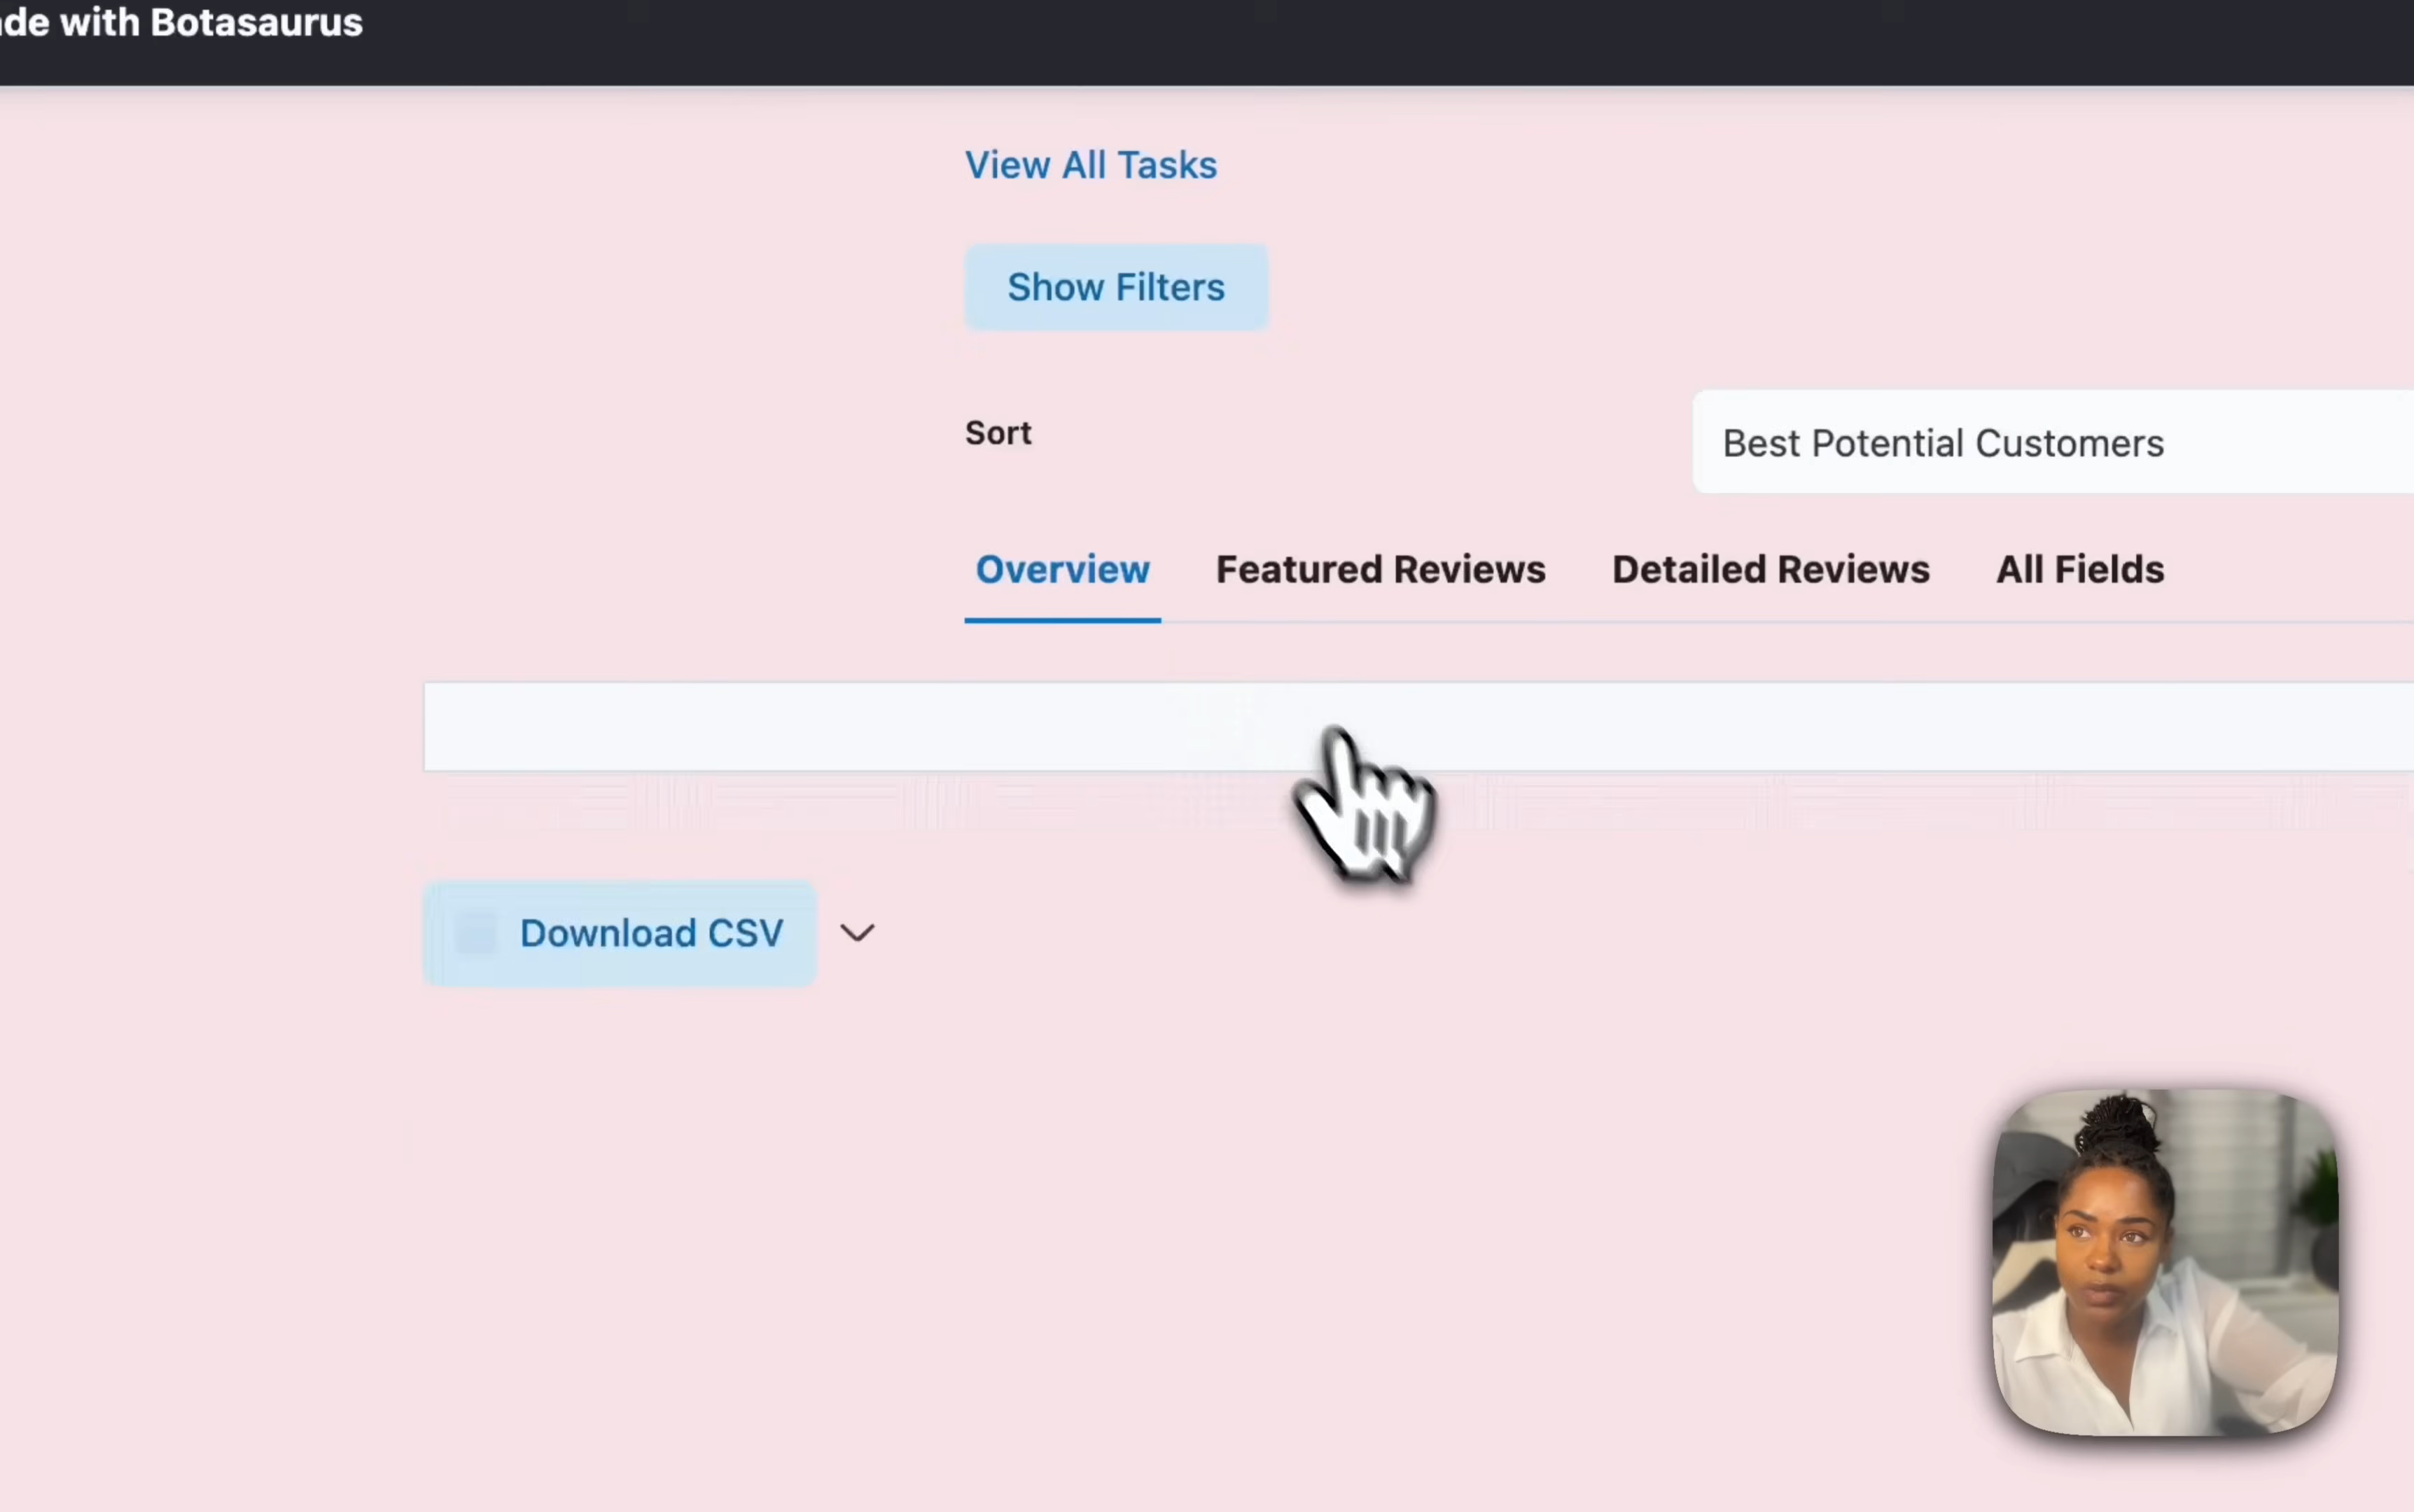 de with Botasaurus
View All Tasks
Show Filters
Sort
Best Potential Customers
Overview Featured Reviews Detailed Reviews All Fields
Download CSV